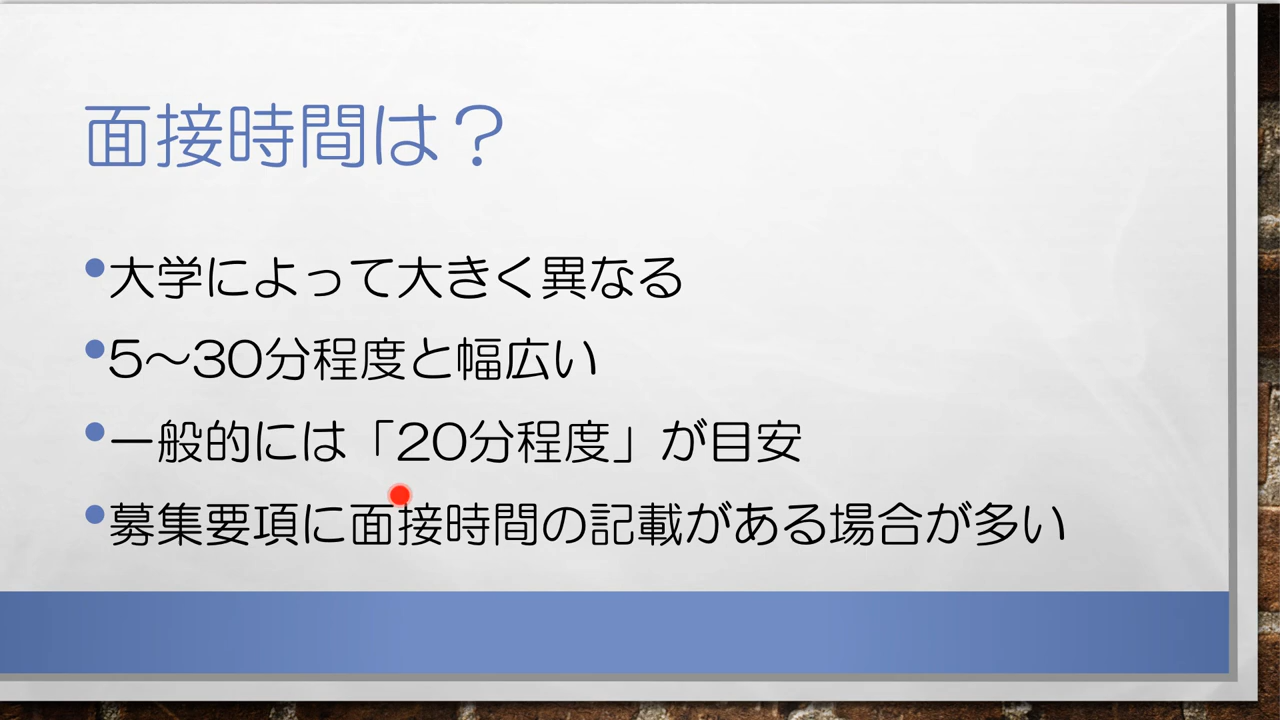 面接時間は？
•大学によって大きく異なる
•5～30分程度と幅広い
•一般的には「20分程度」が目安
•募集要項に面接時間の記載がある場合が多い